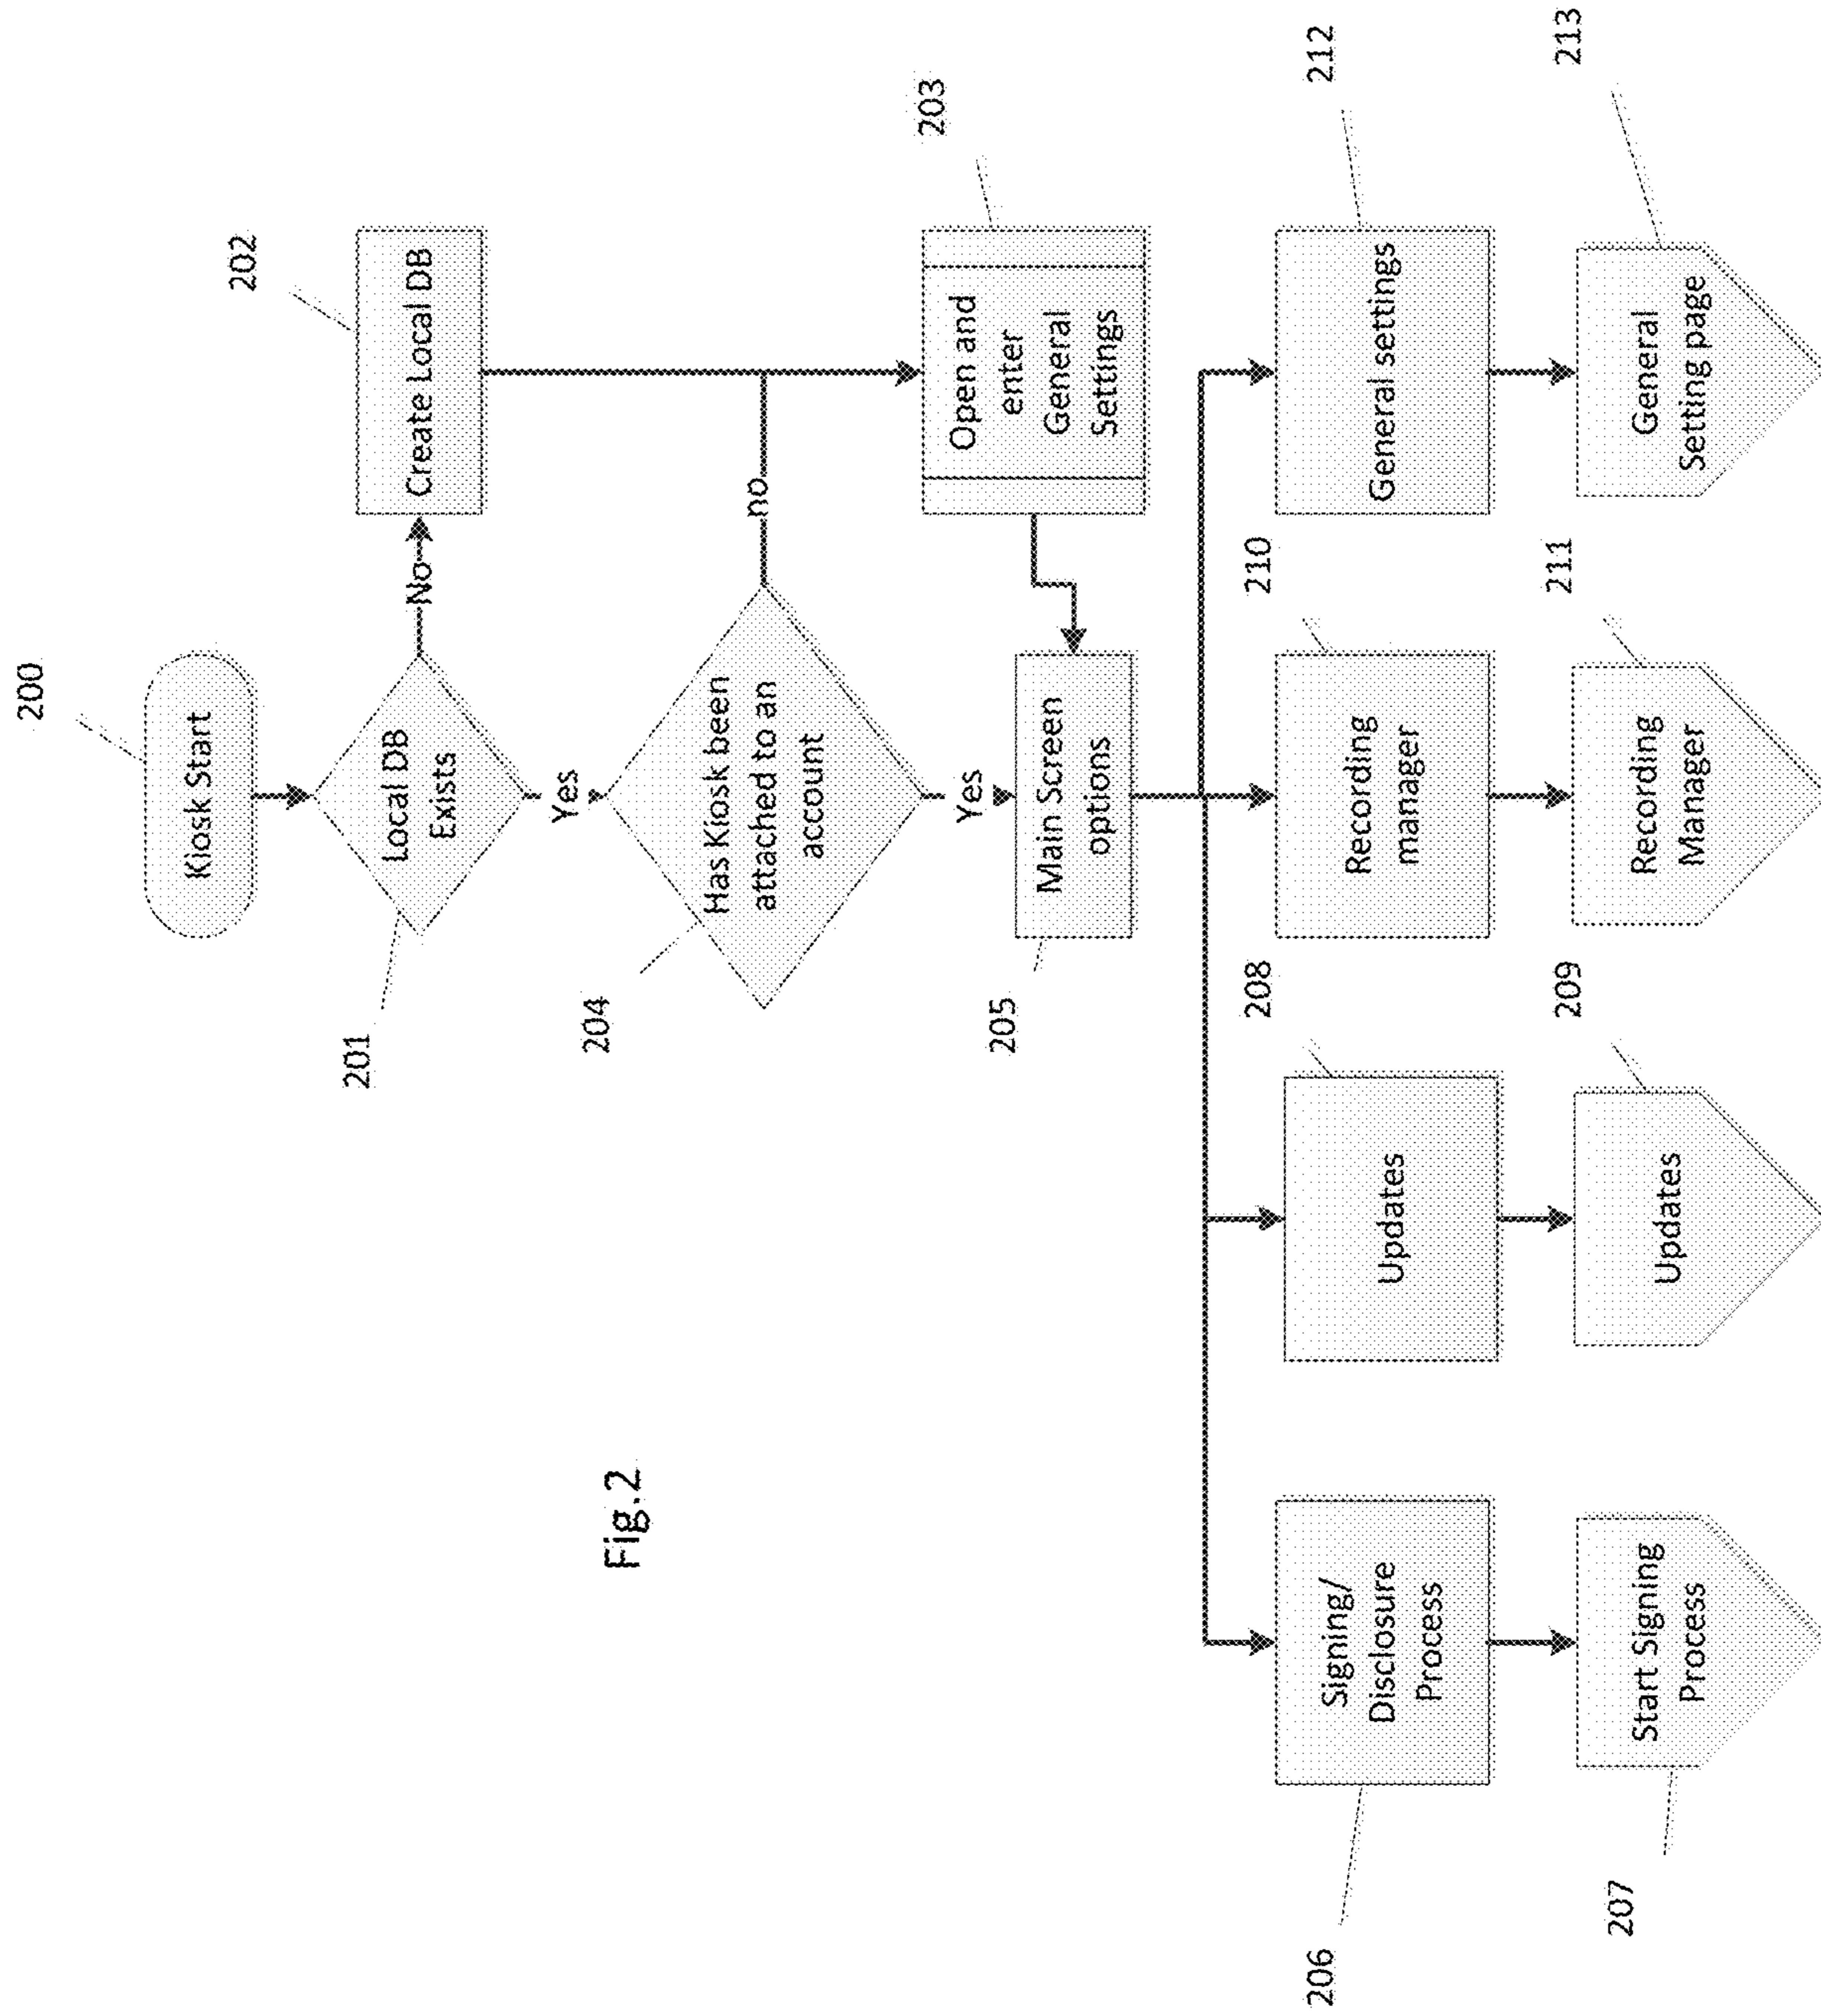 Fig.2
200
Kiosk Start
201
Local DB
Exists
No
202
Create Local DB
Yes
204
Has Kiosk been
attached to an
account
no
203
Open and
enter
General
Settings
Yes
205
Main Screen
options
206
Signing/
Disclosure
Process
208
Updates
210
Recording
manager
212
General settings
207
Start Signing
Process
209
Updates
211
Recording
Manager
213
General
Setting page